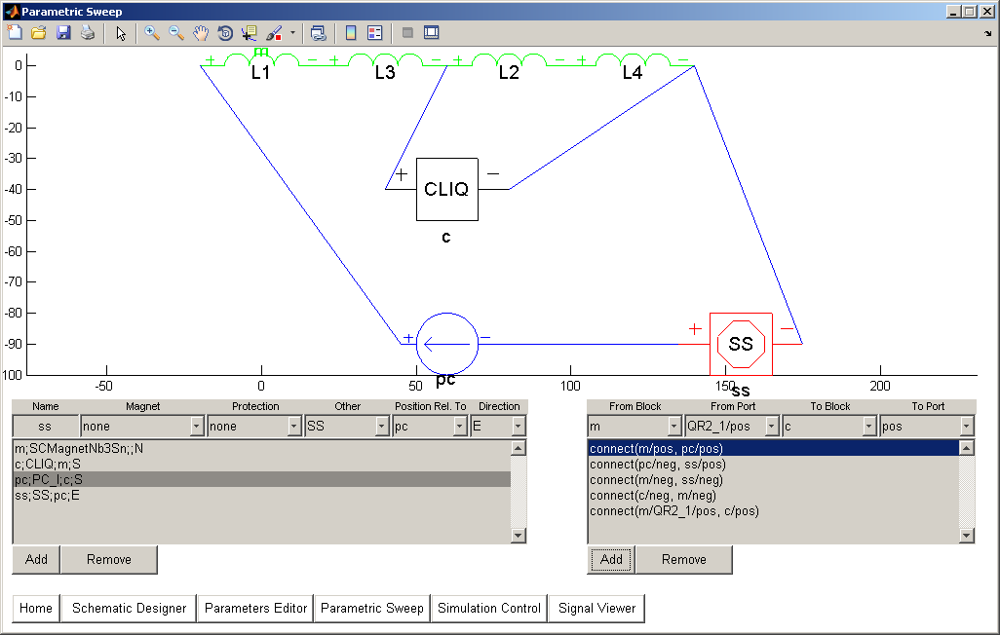 Parametric Sweep
m
+ − + − + − + −
L1 L3 L2 L4
0
-10
-20
-30
+ −
-40
CLIQ
-50
c
-60
-70
-80
+ − + −
SS
-90
100
pc
ss
-50 0 50 100 150 200
Name Magnet Protection Other Position Rel. To Direction
ss none none SS pc E
m;SCMagnetNb3Sn;;N
c;CLIQ;m;S
pc;PC_I;c;S
ss;SS;pc;E
Add Remove
From Block From Port To Block To Port
m QR2_1/pos c pos
connect(m/pos, pc/pos)
connect(pc/neg, ss/pos)
connect(m/neg, ss/neg)
connect(c/neg, m/neg)
connect(m/QR2_1/pos, c/pos)
Add Remove
Home Schematic Designer Parameters Editor Parametric Sweep Simulation Control Signal Viewer